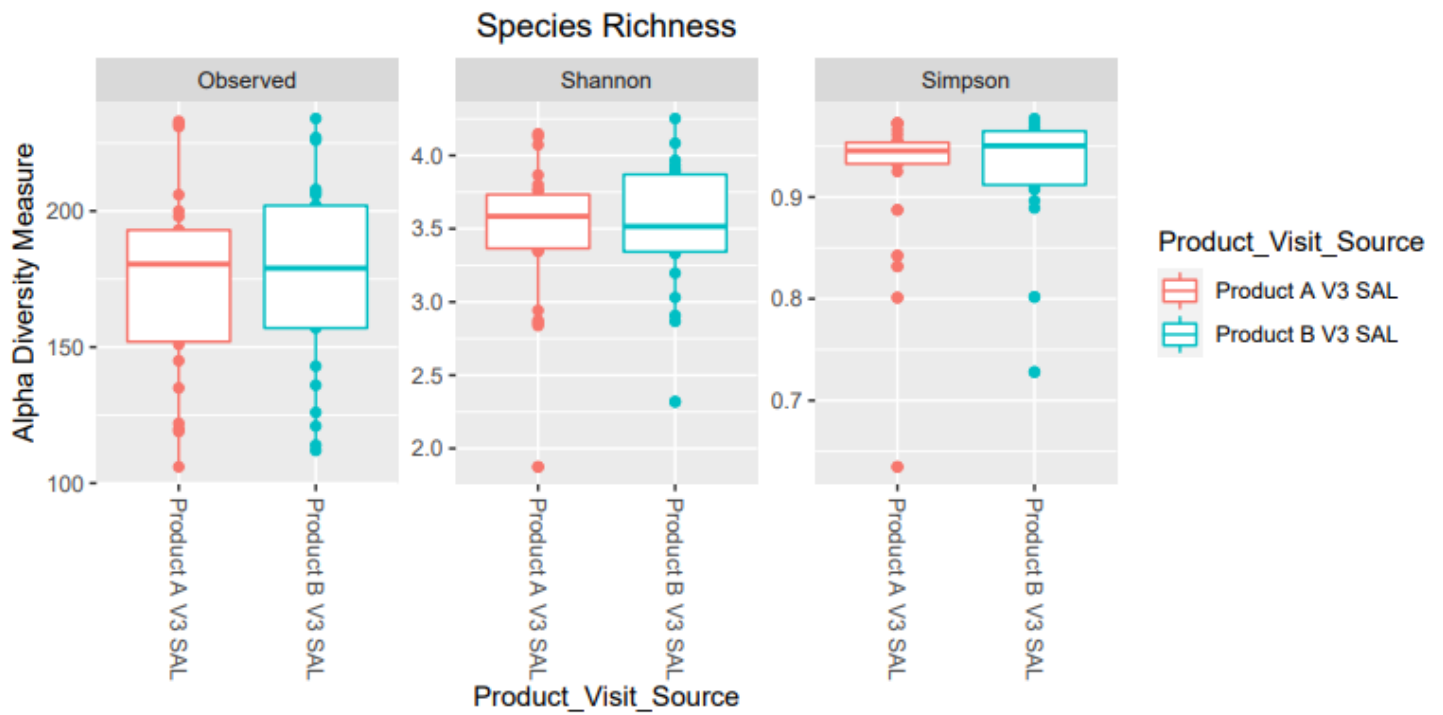 Species Richness
Observed
Shannon
Simpson
Alpha Diversity Measure
200
150
100
4.0
3.5
3.0
2.5
2.0
0.9
0.8
0.7
Product A V3 SAL
Product B V3 SAL
Product A V3 SAL
Product B V3 SAL
Product A V3 SAL
Product B V3 SAL
Product_Visit_Source
Product_Visit_Source
Product A V3 SAL
Product B V3 SAL